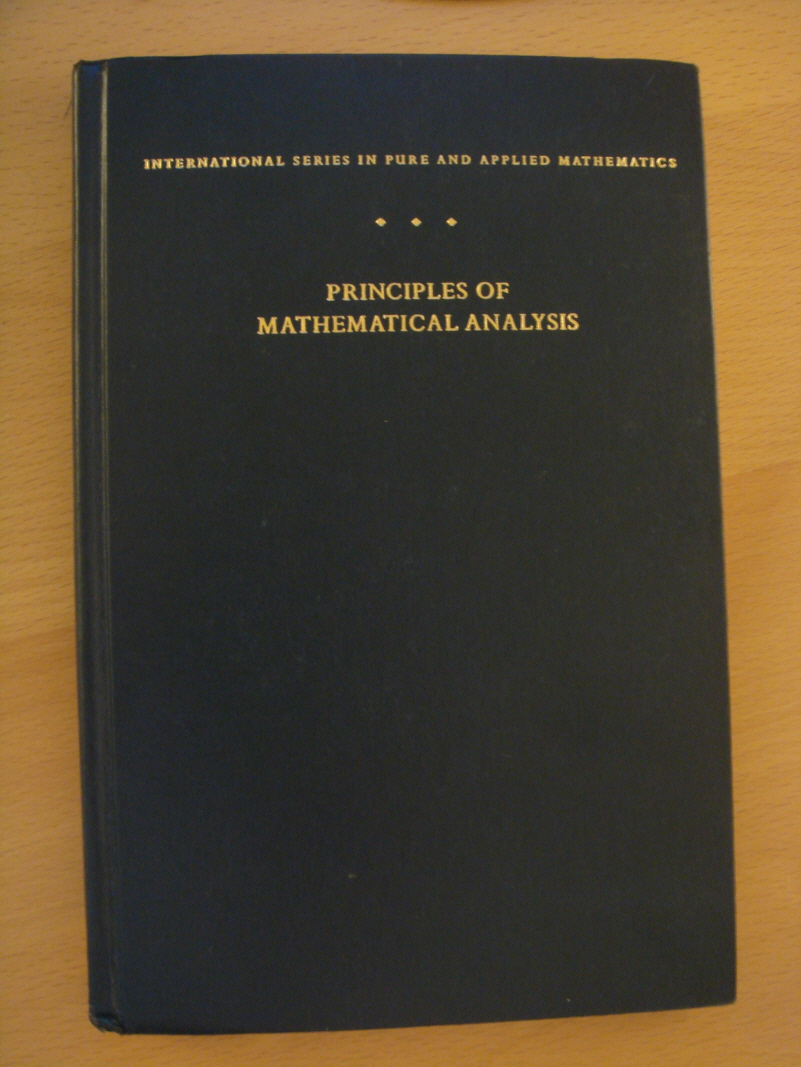 INTERNATIONAL SERIES IN PURE AND APPLIED MATHEMATICS
PRINCIPLES OF
MATHEMATICAL ANALYSIS